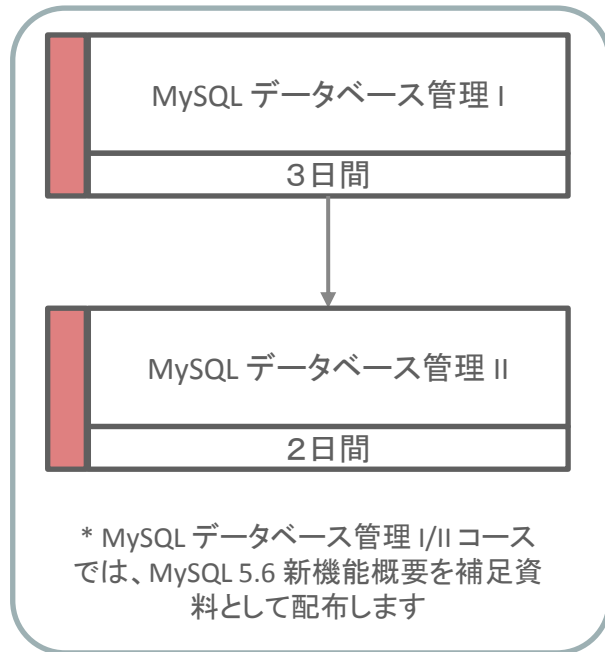 MySQL データベース管理 I
３日間
MySQL データベース管理 II
２日間
* MySQL データベース管理 I/II コース
では、MySQL 5.6 新機能概要を補足資
料として配布します